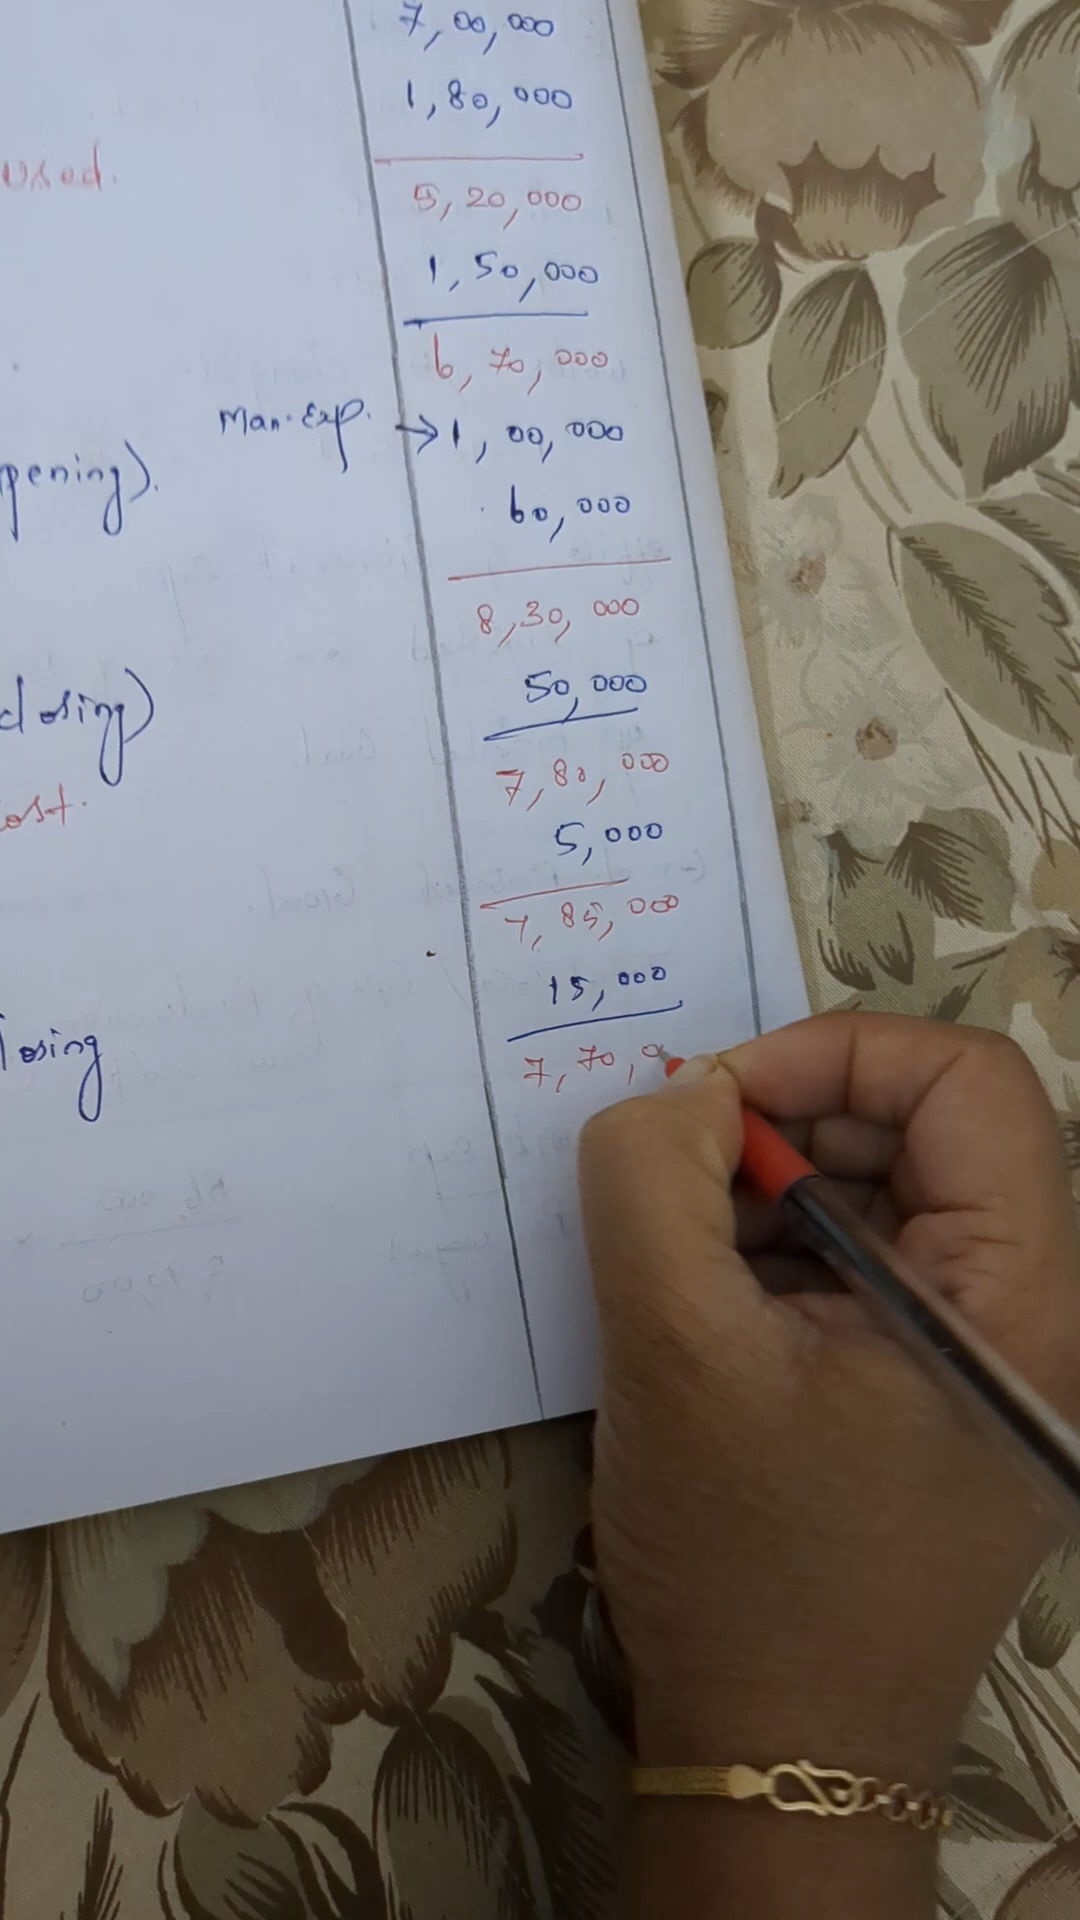 7,00,000
1,80,000
used.
5,20,000
1,50,000
6,70,000
Man. Exp. → 1,00,000
pening).
60,000
8,30,000
closing)
50,000
7,80,000
ost.
5,000
7,85,000
15,000
losing
7,70,0